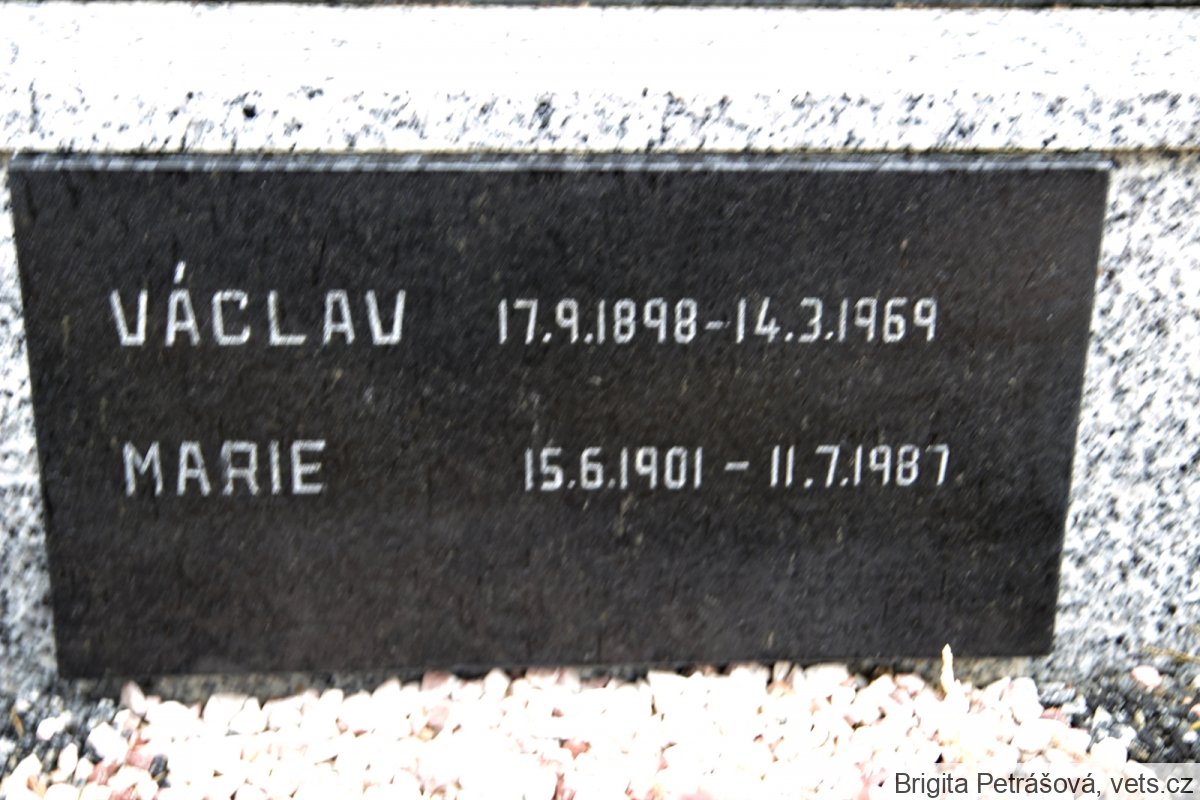 VÁCLAV 17.9.1898-14.3.1969
MARIE 15.6.1901 - 11.7.1987
Brigita Petrášová, vets.cz